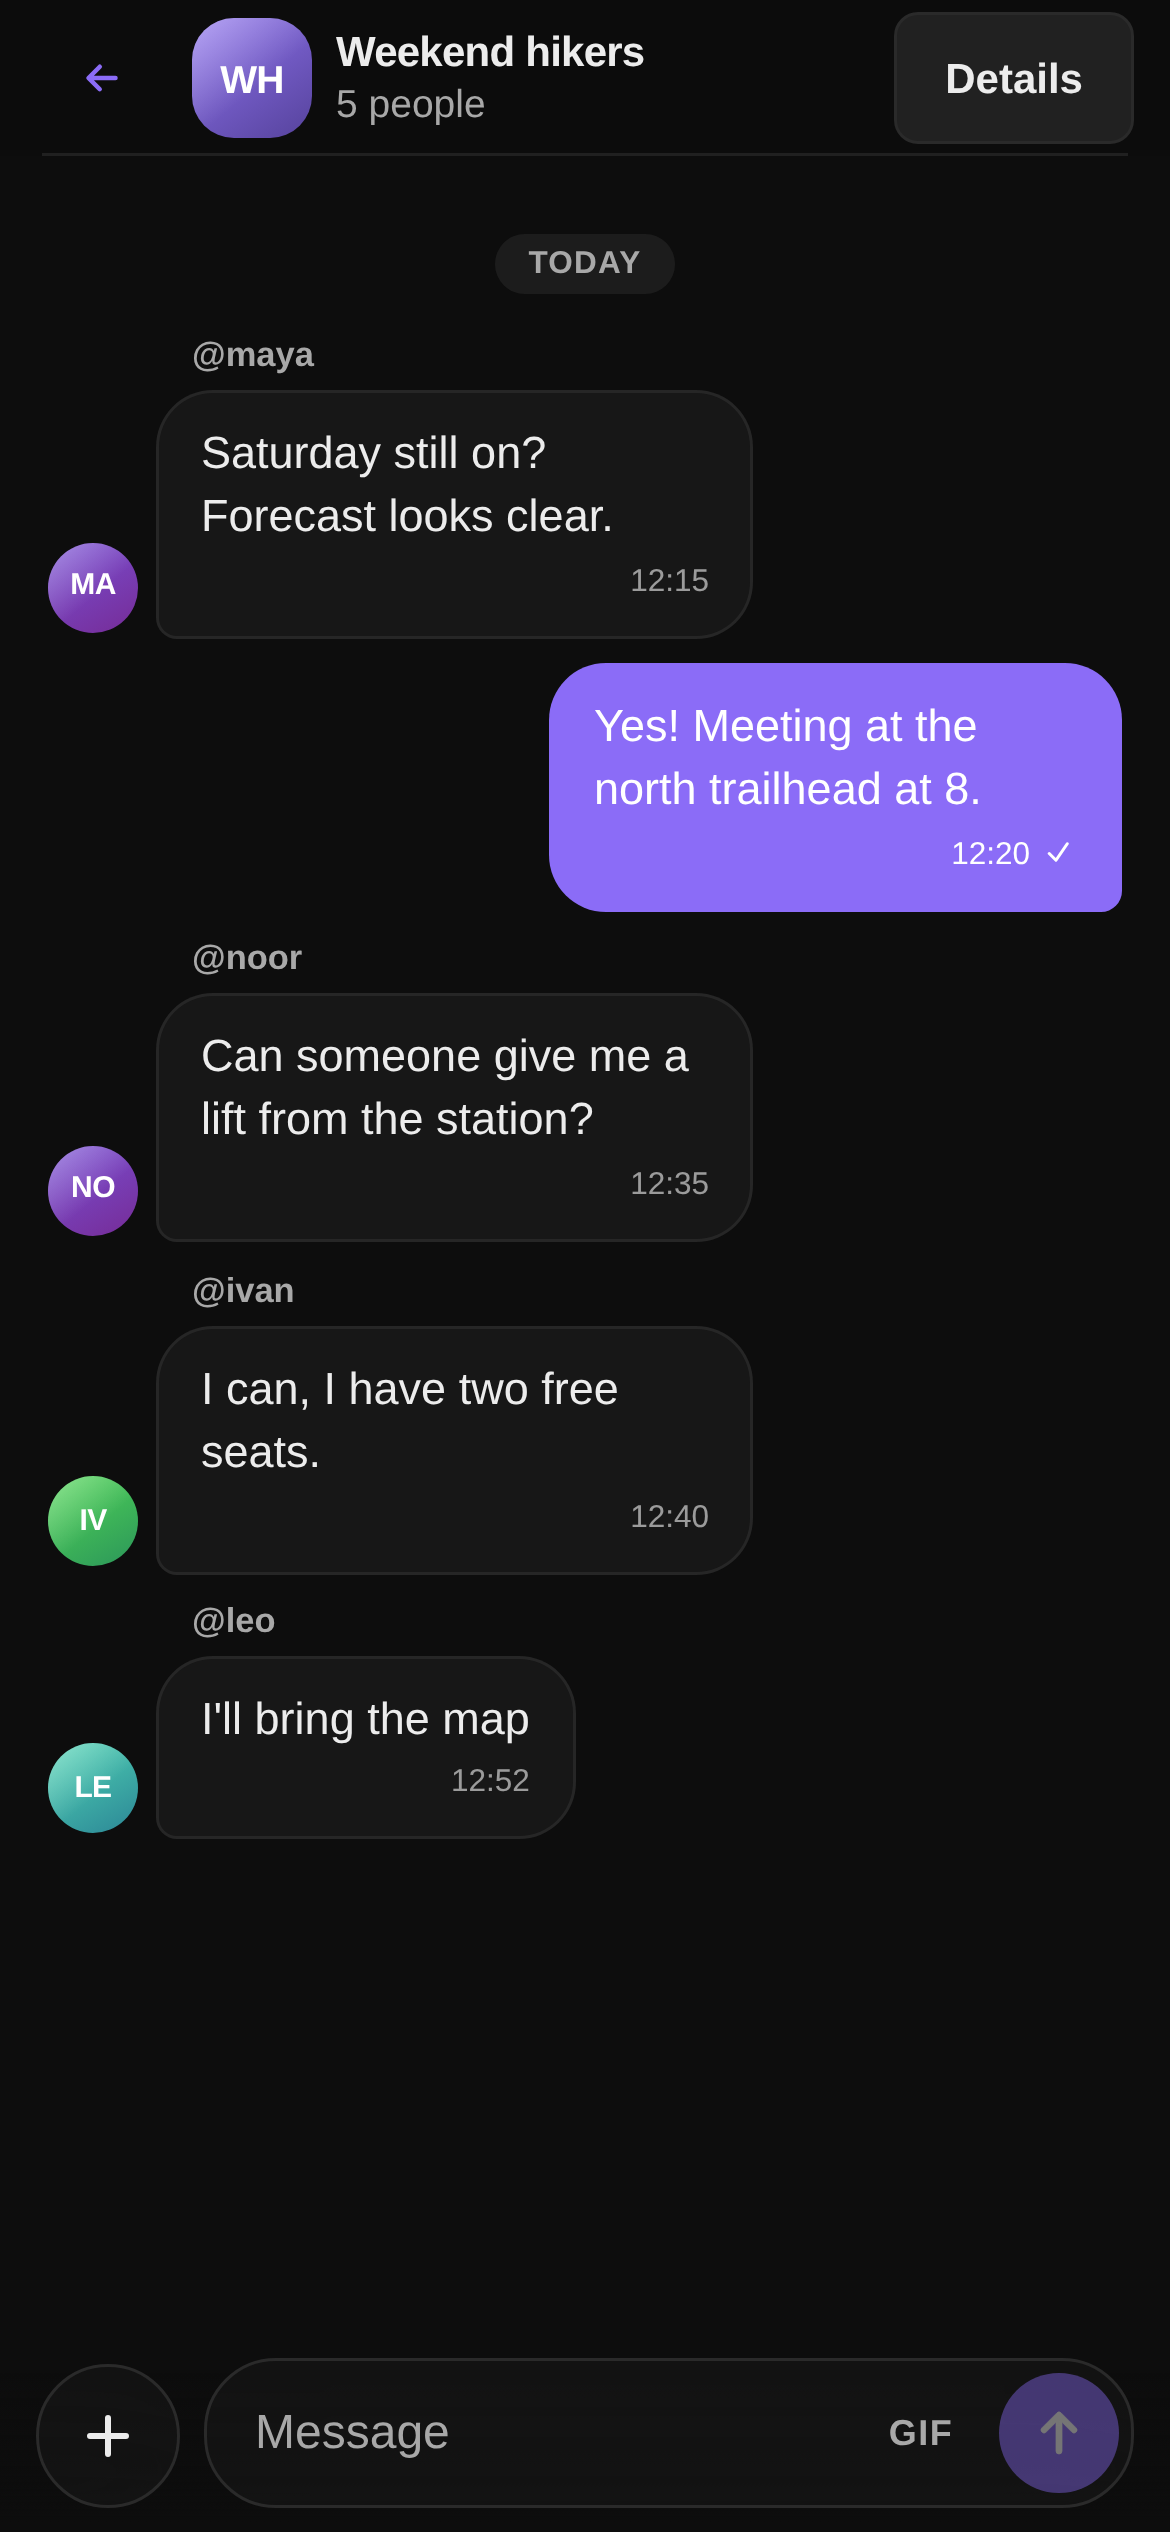 WH
Weekend hikers
5 people
Details
TODAY
@maya
Saturday still on?
Forecast looks clear.
12:15
MA
Yes! Meeting at the
north trailhead at 8.
12:20
@noor
Can someone give me a
lift from the station?
12:35
NO
@ivan
I can, I have two free
seats.
12:40
IV
@leo
I'll bring the map
12:52
LE
Message
GIF